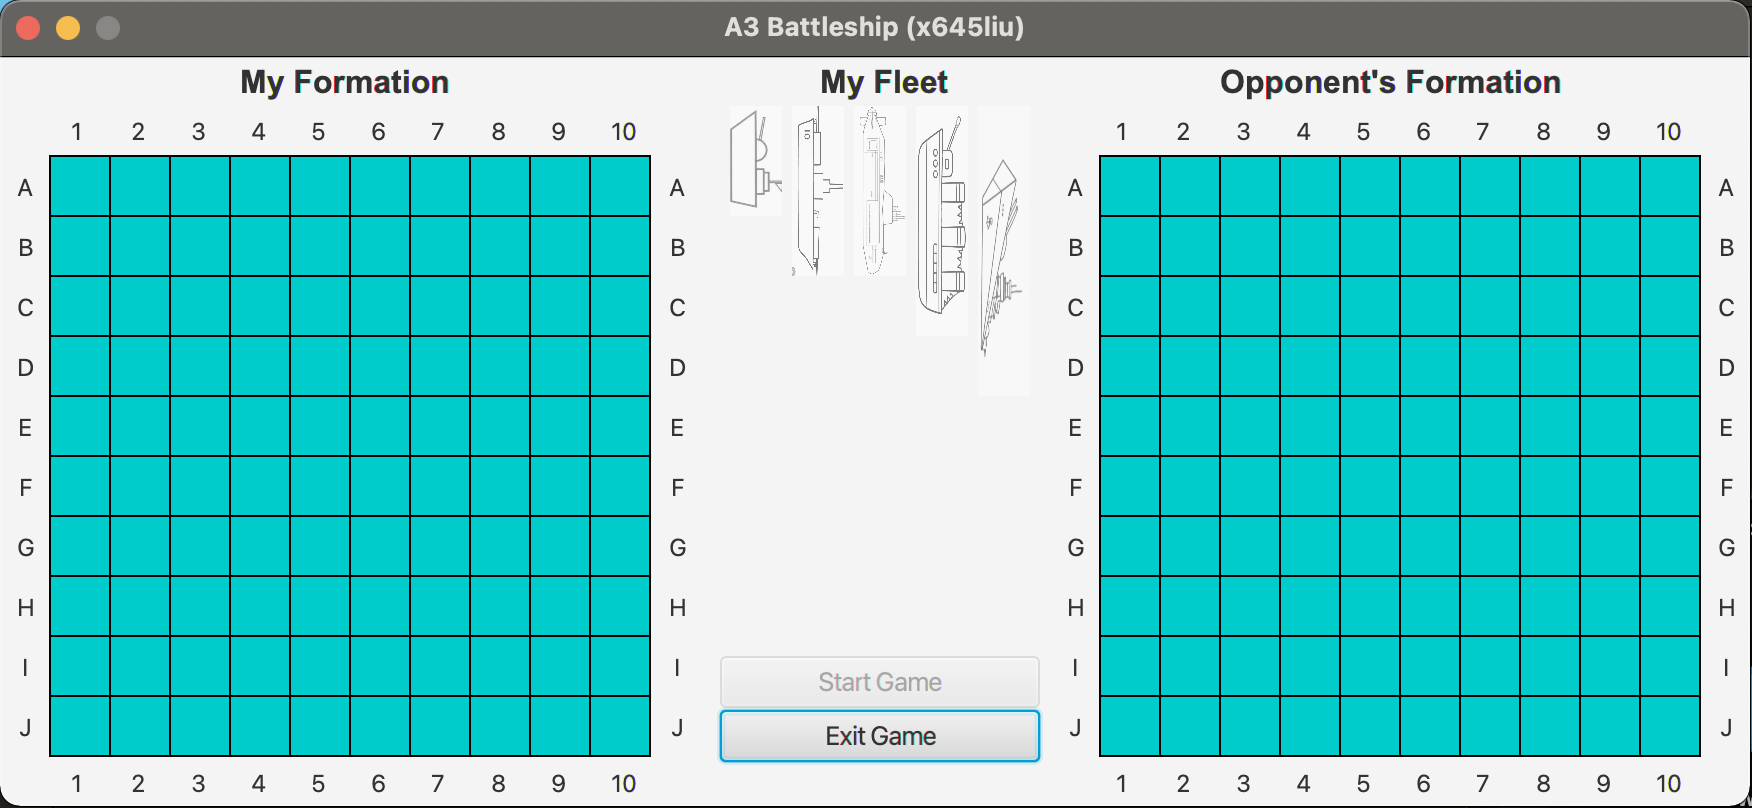 A3 Battleship (x645liu)
My Formation
1 2 3 4 5 6 7 8 9 10
A A
B B
C C
D D
E E
F F
G G
H H
I I
J J
1 2 3 4 5 6 7 8 9 10
My Fleet
Start Game
Exit Game
Opponent's Formation
1 2 3 4 5 6 7 8 9 10
A A
B B
C C
D D
E E
F F
G G
H H
I I
J J
1 2 3 4 5 6 7 8 9 10